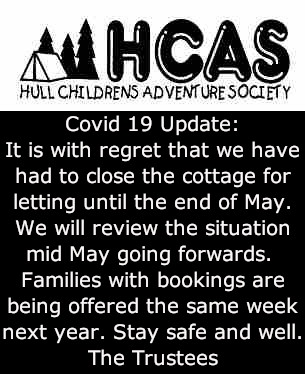 HCAS
HULL CHILDRENS ADVENTURE SOCIETY
Covid 19 Update:
It is with regret that we have
had to close the cottage for
letting until the end of May.
We will review the situation
mid May going forwards.
Families with bookings are
being offered the same week
next year. Stay safe and well.
The Trustees